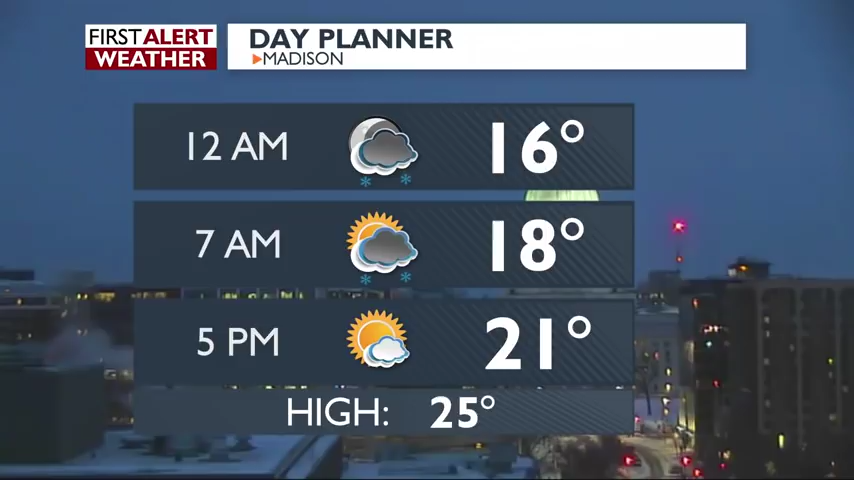 FIRST ALERT
WEATHER
DAY PLANNER
MADISON
12 AM 16°
7 AM 18°
5 PM 21°
HIGH: 25°